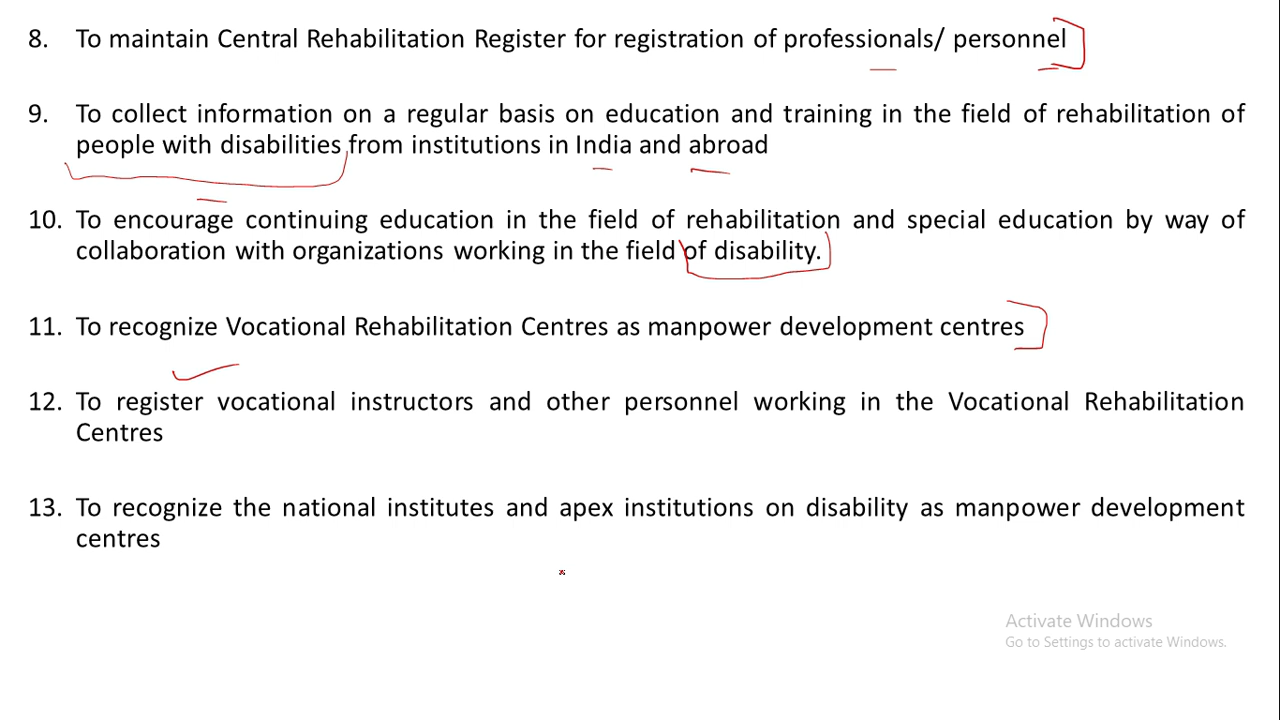 8. To maintain Central Rehabilitation Register for registration of professionals/ personnel
9. To collect information on a regular basis on education and training in the field of rehabilitation of
people with disabilities from institutions in India and abroad
10. To encourage continuing education in the field of rehabilitation and special education by way of
collaboration with organizations working in the field of disability.
11. To recognize Vocational Rehabilitation Centres as manpower development centres
12. To register vocational instructors and other personnel working in the Vocational Rehabilitation
Centres
13. To recognize the national institutes and apex institutions on disability as manpower development
centres
Activate Windows
Go to Settings to activate Windows.